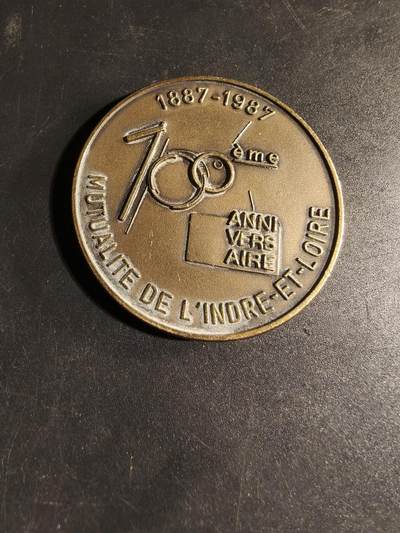 1887-1987
100ème
ANNI
VERS
AIRE
MUTUALITE DE L'INDRE-ET-LOIRE